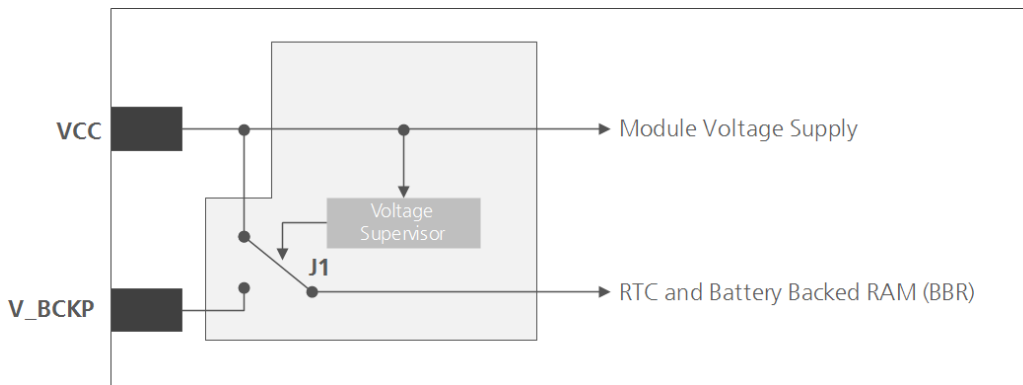 VCC
Module Voltage Supply
Voltage
Supervisor
J1
V_BCKP
RTC and Battery Backed RAM (BBR)